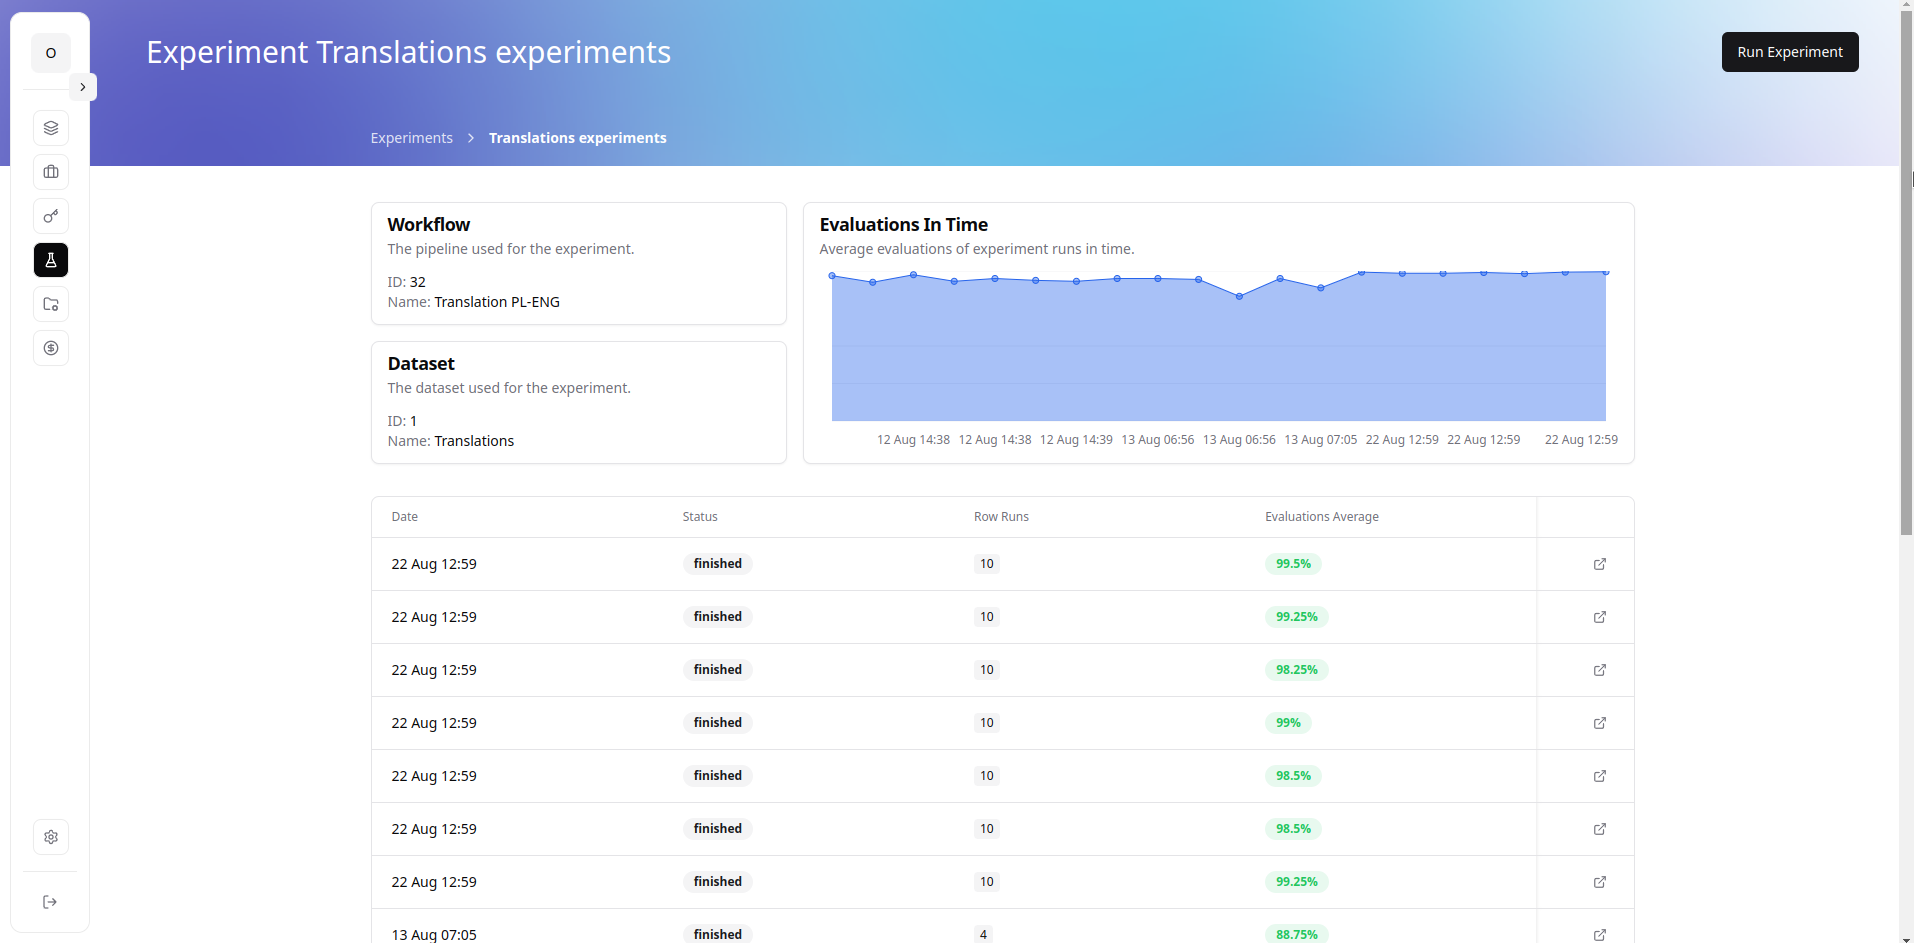 O
Experiment Translations experiments
Run Experiment
Experiments
Translations experiments
Workflow
The pipeline used for the experiment.
ID: 32
Name: Translation PL-ENG
Dataset
The dataset used for the experiment.
ID: 1
Name: Translations
Evaluations In Time
Average evaluations of experiment runs in time.
12 Aug 14:38 12 Aug 14:38 12 Aug 14:39 13 Aug 06:56 13 Aug 06:56 13 Aug 07:05 22 Aug 12:59 22 Aug 12:59 22 Aug 12:59
Date Status Row Runs Evaluations Average
22 Aug 12:59 finished 10 99.5%
22 Aug 12:59 finished 10 99.25%
22 Aug 12:59 finished 10 98.25%
22 Aug 12:59 finished 10 99%
22 Aug 12:59 finished 10 98.5%
22 Aug 12:59 finished 10 98.5%
22 Aug 12:59 finished 10 99.25%
13 Aug 07:05 finished 4 88.75%